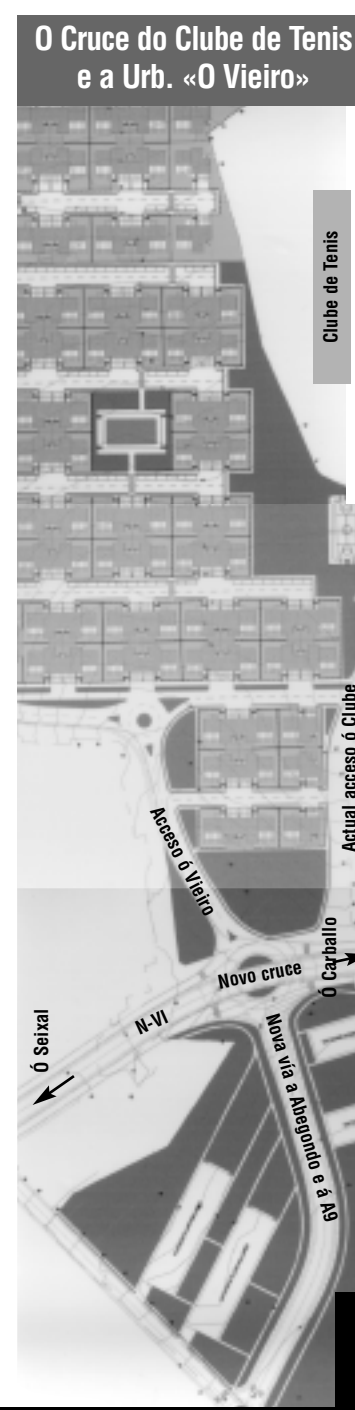 O Cruce do Clube de Tenis
e a Urb. «O Vieiro»
Clube de Tenis
Actual acceso ó Clube
Acceso ó Vieiro
Ó Carballo
Novo cruce
N-VI
Ó Seixal
Nova vía a Abegondo e á A9